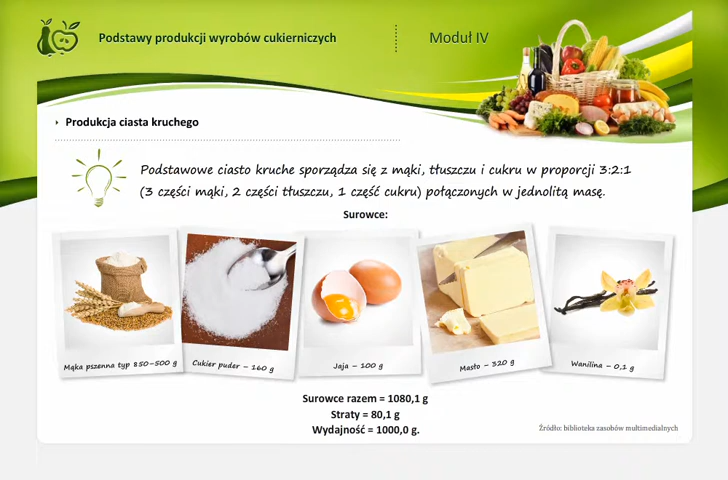 Podstawy produkcji wyrobów cukierniczych
Moduł IV
Produkcja ciasta kruchego
Podstawowe ciasto kruche sporządza się z mąki, tłuszczu i cukru w proporcji 3:2:1
(3 części mąki, 2 części tłuszczu, 1 część cukru) połączonych w jednolitą masę.
Surowce:
Mąka pszenna typ 850–500 g
Cukier puder – 160 g
Jaja – 100 g
Masło – 320 g
Wanilina – 0,1 g
Surowce razem = 1080,1 g
Straty = 80,1 g
Wydajność = 1000,0 g.
Źródło: biblioteka zasobów multimedialnych